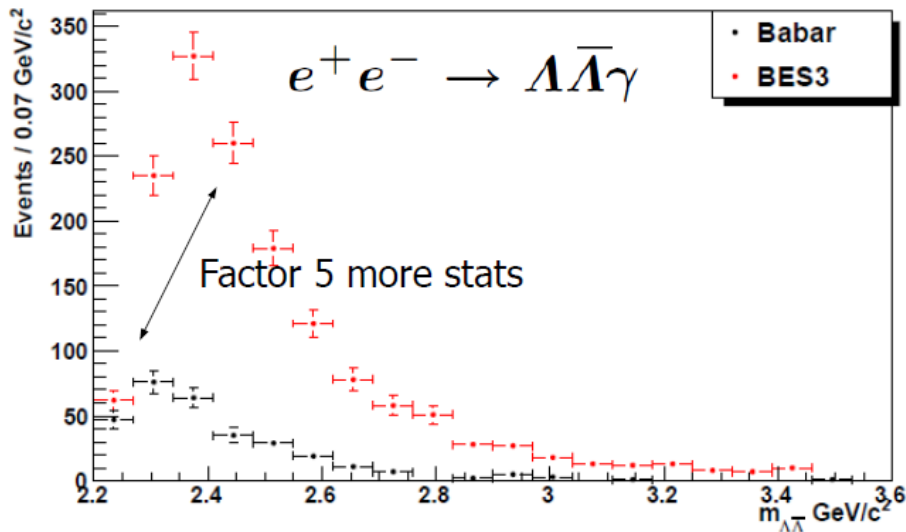 350
300
250
200
150
100
50
0
Events / 0.07 GeV/c²
e⁺e⁻ → ΛΛ̅γ
Babar
BES3
Factor 5 more stats
2.2 2.4 2.6 2.8 3 3.2 3.4 3.6
m_ΛΛ̅ GeV/c²